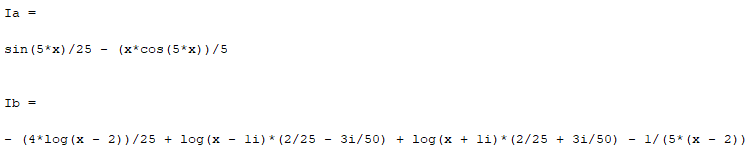 Ia =
sin(5*x)/25 - (x*cos(5*x))/5
Ib =
- (4*log(x - 2))/25 + log(x - 1i)*(2/25 - 3i/50) + log(x + 1i)*(2/25 + 3i/50) - 1/(5*(x - 2))